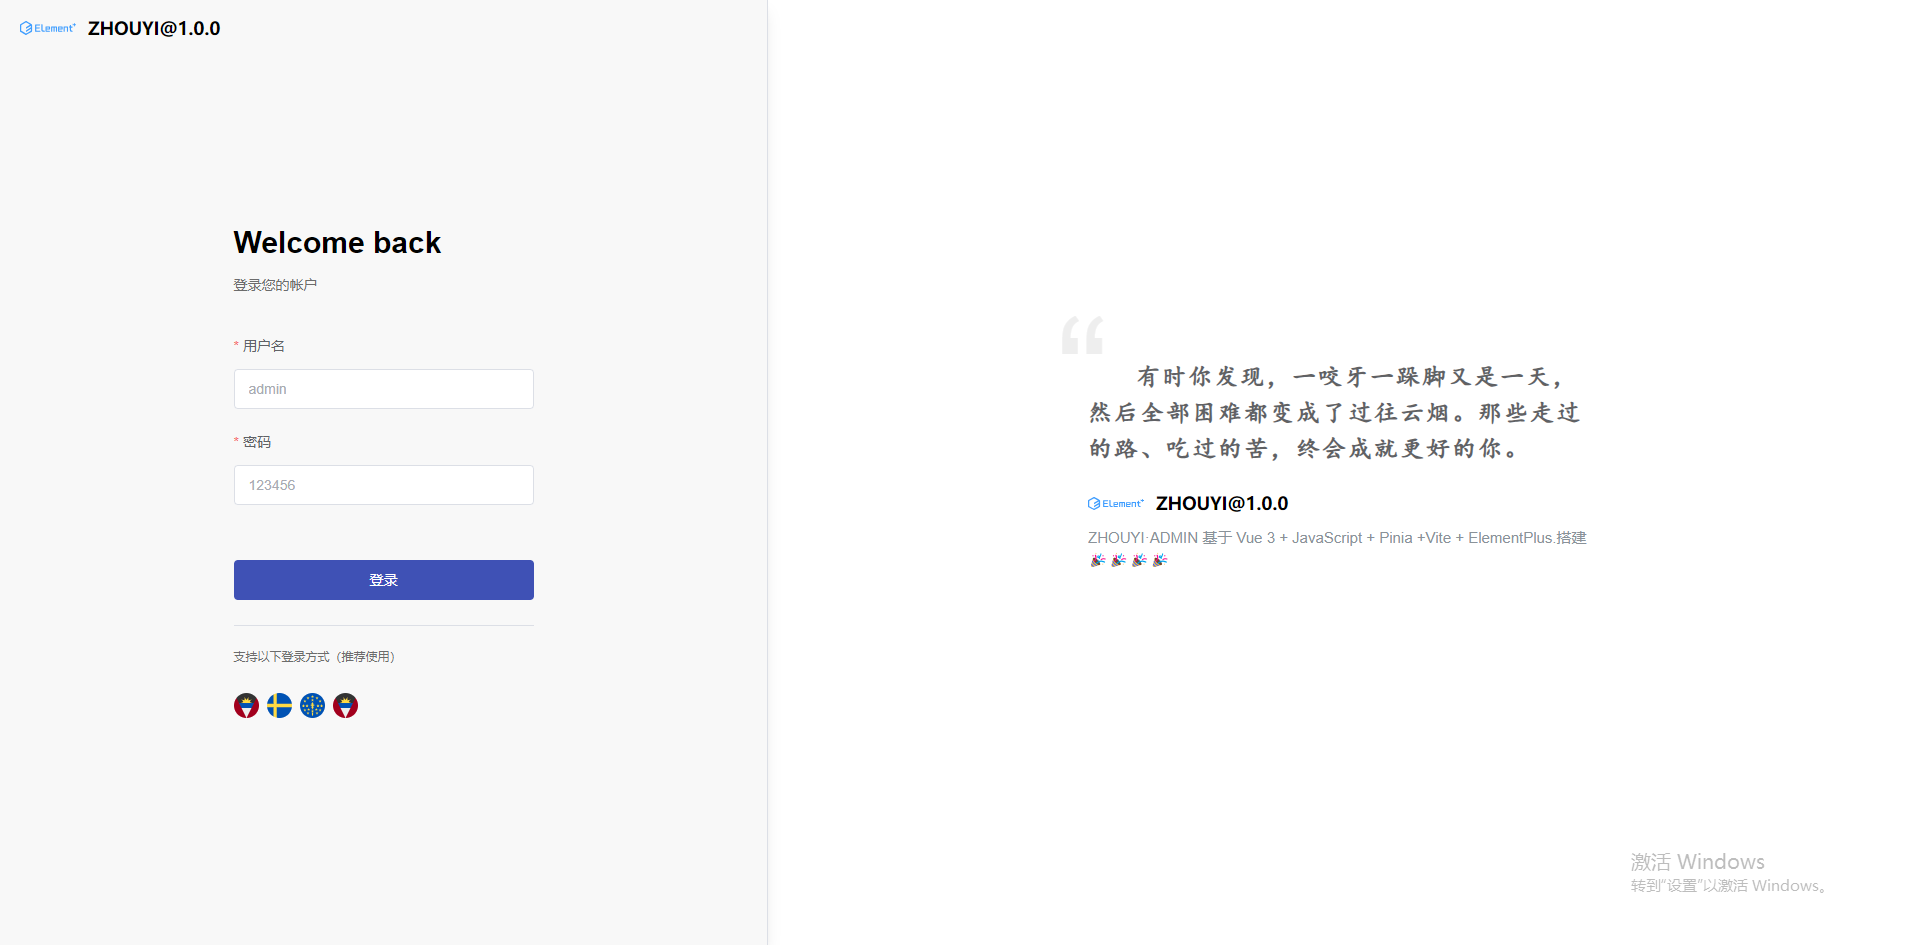 Element+ ZHOUYI@1.0.0
Welcome back
登录您的帐户
* 用户名
admin
* 密码
123456
登录
支持以下登录方式（推荐使用）
“
有时你发现，一咬牙一跺脚又是一天，
然后全部困难都变成了过往云烟。那些走过
的路、吃过的苦，终会成就更好的你。
Element+ ZHOUYI@1.0.0
ZHOUYI·ADMIN 基于 Vue 3 + JavaScript + Pinia +Vite + ElementPlus.搭建
🎉 🎉 🎉 🎉
激活 Windows
转到“设置”以激活 Windows。